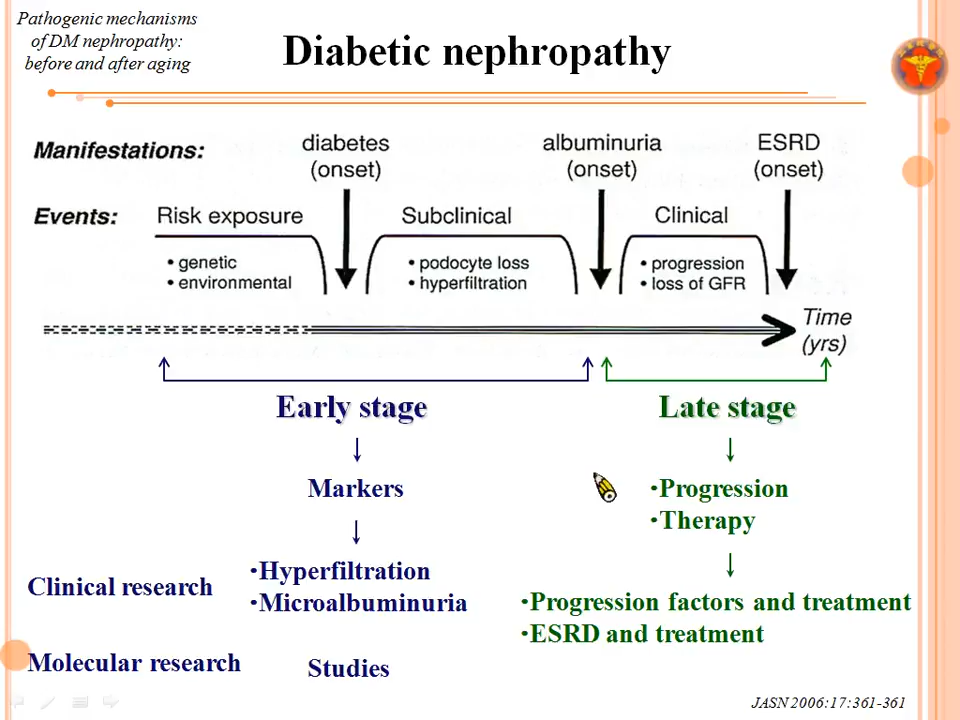 Pathogenic mechanisms
of DM nephropathy:
before and after aging
Diabetic nephropathy
Manifestations:
diabetes
(onset)
albuminuria
(onset)
ESRD
(onset)
Events:
Risk exposure
Subclinical
Clinical
• genetic
• environmental
• podocyte loss
• hyperfiltration
• progression
• loss of GFR
Time
(yrs)
Early stage
Late stage
Markers
•Progression
•Therapy
Clinical research
•Hyperfiltration
•Microalbuminuria
•Progression factors and treatment
•ESRD and treatment
Molecular research
Studies
JASN 2006:17:361-361